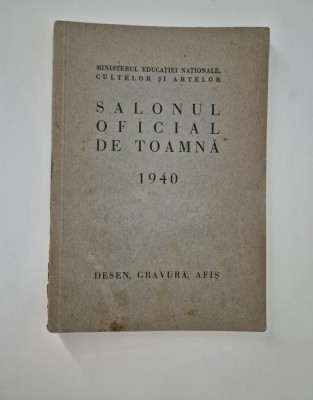 MINISTERUL EDUCAȚIEI NAȚIONALE,
CULTELOR ȘI ARTELOR
SALONUL
OFICIAL
DE TOAMNĂ
1940
DESEN, GRAVURĂ, AFIȘ